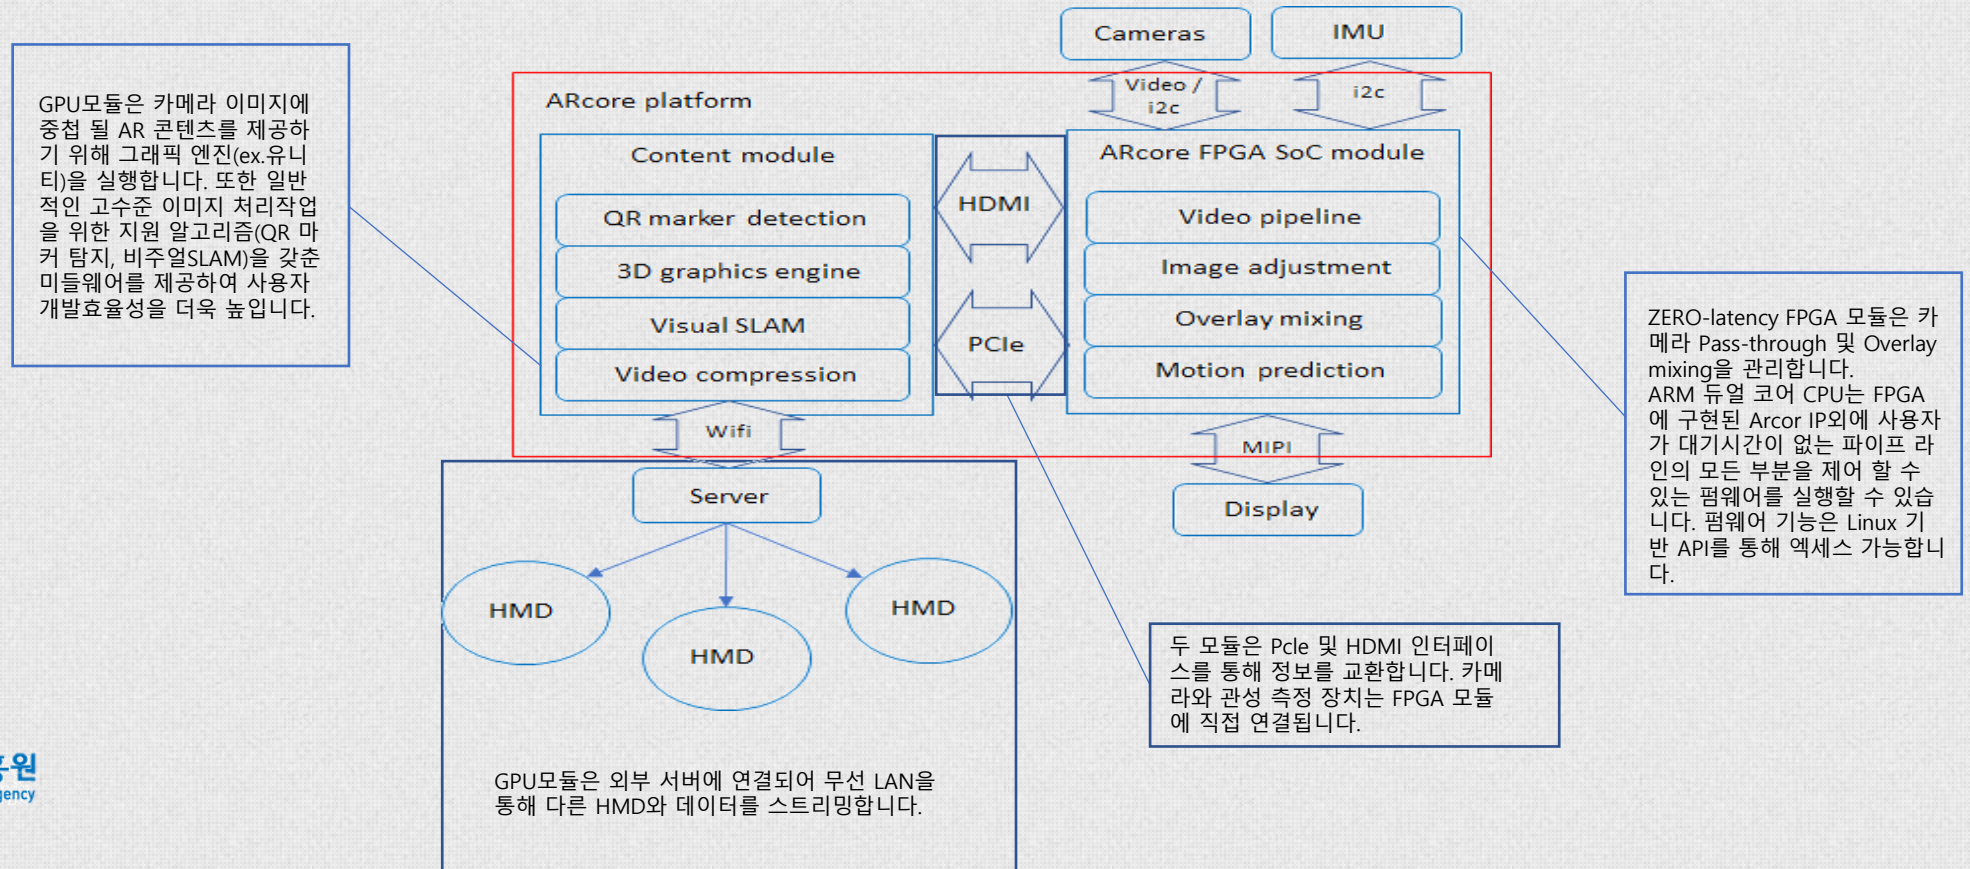 Cameras
IMU
Video /
i2c
i2c
GPU모듈은 카메라 이미지에
중첩 될 AR 콘텐츠를 제공하
기 위해 그래픽 엔진(ex.유니
티)을 실행합니다. 또한 일반
적인 고수준 이미지 처리작업
을 위한 지원 알고리즘(QR 마
커 탐지, 비주얼SLAM)을 갖춘
미들웨어를 제공하여 사용자
개발효율성을 더욱 높입니다.
ARcore platform
Content module
QR marker detection
3D graphics engine
Visual SLAM
Video compression
HDMI
PCIe
ARcore FPGA SoC module
Video pipeline
Image adjustment
Overlay mixing
Motion prediction
ZERO-latency FPGA 모듈은 카
메라 Pass-through 및 Overlay
mixing을 관리합니다.
ARM 듀얼 코어 CPU는 FPGA
에 구현된 Arcor IP외에 사용자
가 대기시간이 없는 파이프 라
인의 모든 부분을 제어 할 수
있는 펌웨어를 실행할 수 있습
니다. 펌웨어 기능은 Linux 기
반 API를 통해 엑세스 가능합니
다.
Wifi
MIPI
Server
Display
HMD
HMD
HMD
두 모듈은 Pcle 및 HDMI 인터페이
스를 통해 정보를 교환합니다. 카메
라와 관성 측정 장치는 FPGA 모듈
에 직접 연결됩니다.
GPU모듈은 외부 서버에 연결되어 무선 LAN을
통해 다른 HMD와 데이터를 스트리밍합니다.
원
gency